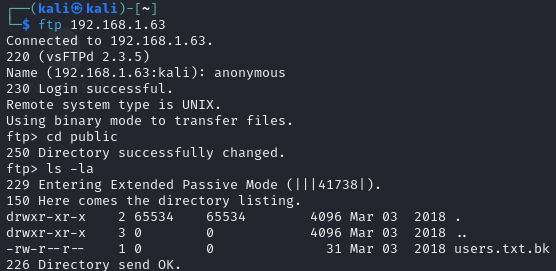 ┌──(kali㉿kali)-[~]
└─$ ftp 192.168.1.63
Connected to 192.168.1.63.
220 (vsFTPd 2.3.5)
Name (192.168.1.63:kali): anonymous
230 Login successful.
Remote system type is UNIX.
Using binary mode to transfer files.
ftp> cd public
250 Directory successfully changed.
ftp> ls -la
229 Entering Extended Passive Mode (|||41738|).
150 Here comes the directory listing.
drwxr-xr-x    2 65534    65534        4096 Mar 03  2018 .
drwxr-xr-x    3 0        0            4096 Mar 03  2018 ..
-rw-r--r--    1 0        0              31 Mar 03  2018 users.txt.bk
226 Directory send OK.